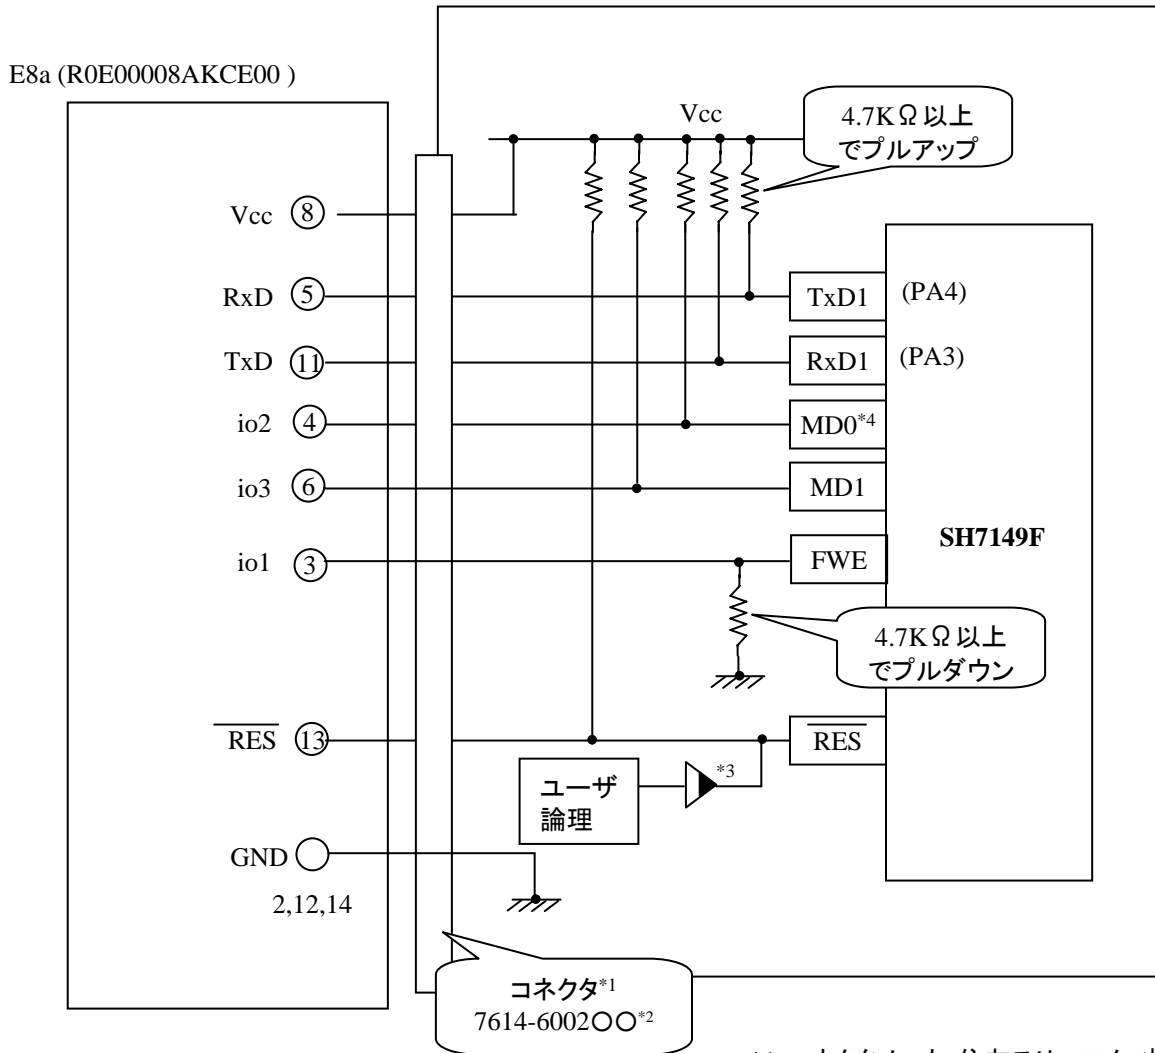 E8a (R0E00008AKCE00 )
Vcc
4.7KΩ以上
でプルアップ
Vcc ⑧
RxD ⑤
TxD1
(PA4)
TxD ⑪
RxD1
(PA3)
io2 ④
MD0*4
io3 ⑥
MD1
SH7149F
io1 ③
FWE
4.7KΩ以上
でプルダウン
RES ⑬
RES
*3
ユーザ
論理
GND
2,12,14
コネクタ*1
7614-6002○○*2